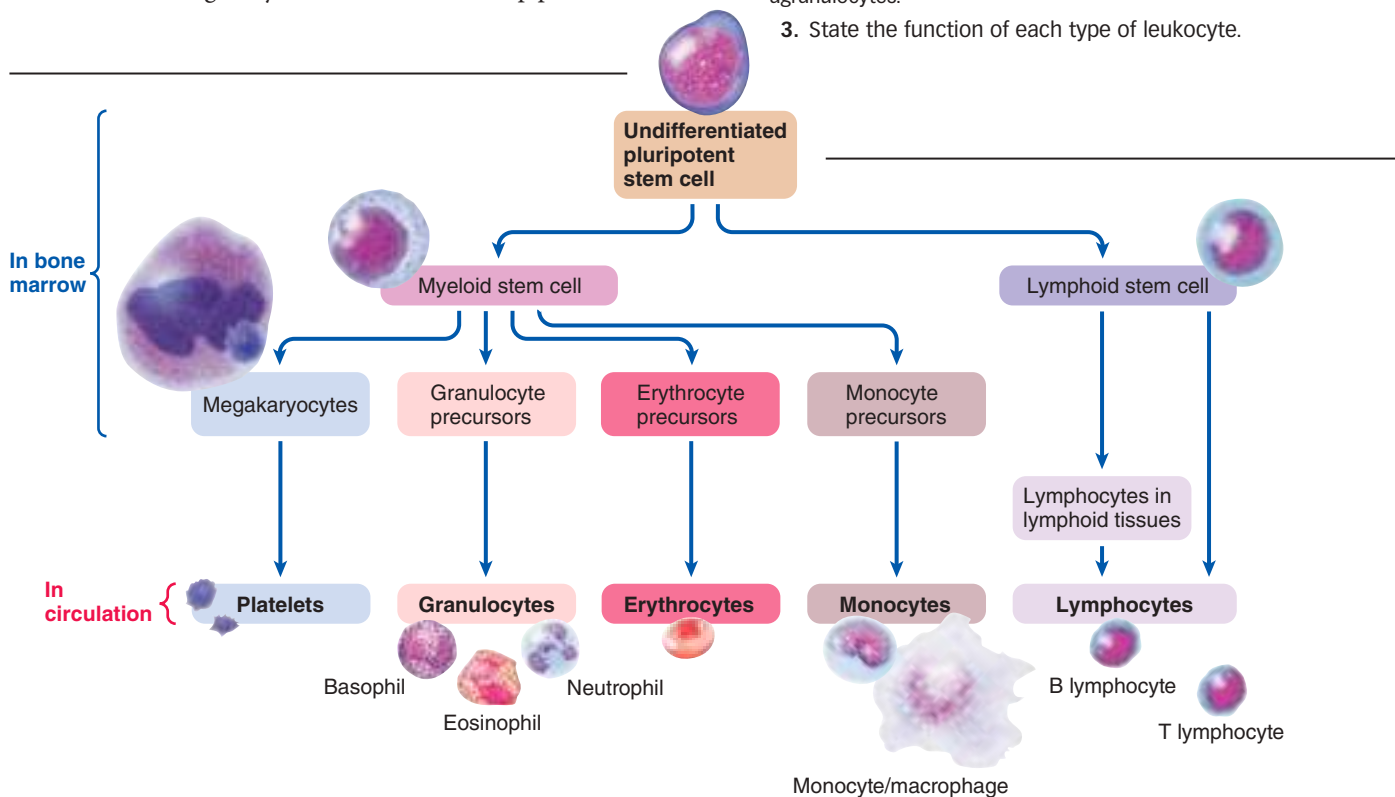 agranulocytes.
3. State the function of each type of leukocyte.
Undifferentiated
pluripotent
stem cell
In bone
marrow
Myeloid stem cell
Lymphoid stem cell
Megakaryocytes
Granulocyte
precursors
Erythrocyte
precursors
Monocyte
precursors
Lymphocytes in
lymphoid tissues
In
circulation
Platelets
Granulocytes
Erythrocytes
Monocytes
Lymphocytes
Basophil
Eosinophil
Neutrophil
Monocyte/macrophage
B lymphocyte
T lymphocyte